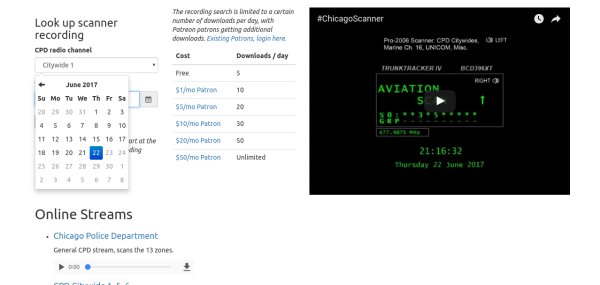 Look up scanner
recording
CPD radio channel
Citywide 1
June 2017
Su Mo Tu We Th Fr Sa
28 29 30 31 1 2 3
4 5 6 7 8 9 10
11 12 13 14 15 16 17
18 19 20 21 22 23 24
25 26 27 28 29 30 1
2 3 4 5 6 7 8
art at the
ding
The recording search is limited to a certain
number of downloads per day, with
Patreon patrons getting additional
downloads. Existing Patrons, login here.
Cost Downloads / day
Free 5
$1/mo Patron 10
$5/mo Patron 20
$10/mo Patron 30
$20/mo Patron 50
$50/mo Patron Unlimited
#ChicagoScanner
Pro-2006 Scanner: CPD Citywides,
Marine Ch. 16, UNICOM, Misc.
LEFT
TRUNKTRACKER IV BCD396XT
RIGHT
AVIATION
SCA
S0:**3*5****
GRP
477.9875 MHz
21:16:32
Thursday 22 June 2017
Online Streams
Chicago Police Department
General CPD stream, scans the 13 zones.
0:00
CPD Citywide 1, 5, 6